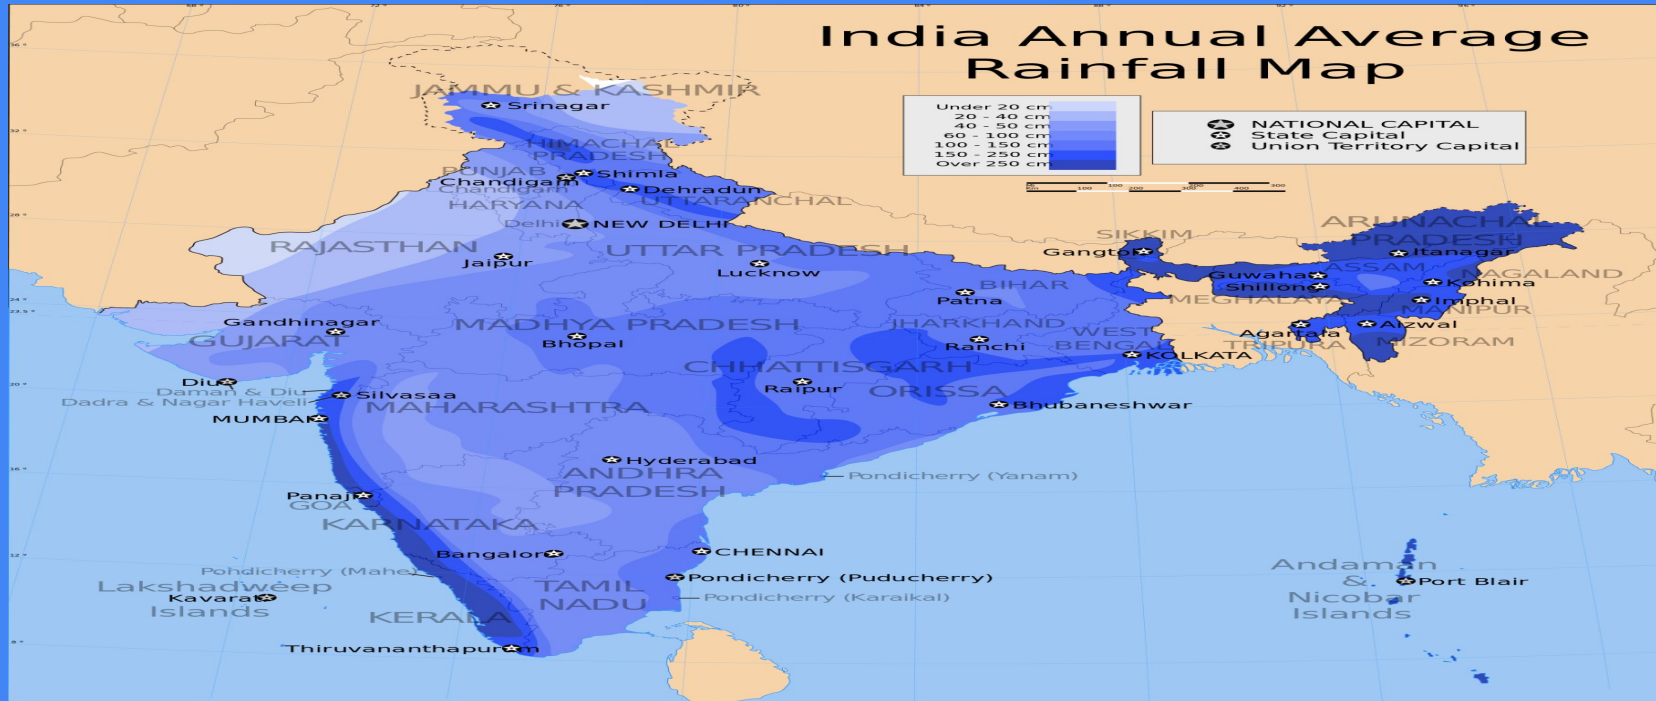 India Annual Average
Rainfall Map
Under 20 cm
20 - 40 cm
40 - 50 cm
60 - 100 cm
100 - 150 cm
150 - 250 cm
Over 250 cm
NATIONAL CAPITAL
State Capital
Union Territory Capital
JAMMU & KASHMIR
Srinagar
HIMACHAL
PRADESH
PUNJAB
Shimla
Chandigarh
Chandigarh
Dehradun
UTTARANCHAL
HARYANA
Delhi
NEW DELHI
RAJASTHAN
Jaipur
UTTAR PRADESH
Lucknow
SIKKIM
Gangtok
ARUNACHAL
PRADESH
Itanagar
ASSAM
Guwahati
NAGALAND
Kohima
Shillong
MEGHALAYA
Imphal
MANIPUR
BIHAR
Patna
Gandhinagar
GUJARAT
MADHYA PRADESH
Bhopal
JHARKHAND
Ranchi
WEST
BENGAL
KOLKATA
Agartala
TRIPURA
Aizwal
MIZORAM
CHHATTISGARH
Raipur
ORISSA
Bhubaneshwar
Diu
Daman & Diu
Dadra & Nagar Haveli
Silvasaa
MAHARASHTRA
MUMBAI
Hyderabad
ANDHRA
PRADESH
Pondicherry (Yanam)
Panaji
GOA
KARNATAKA
Bangalore
CHENNAI
Pondicherry (Mahe)
Pondicherry (Puducherry)
Pondicherry (Karaikal)
Lakshadweep
Kavarati
Islands
TAMIL
NADU
KERALA
Thiruvananthapuram
Andaman
&
Port Blair
Nicobar
Islands